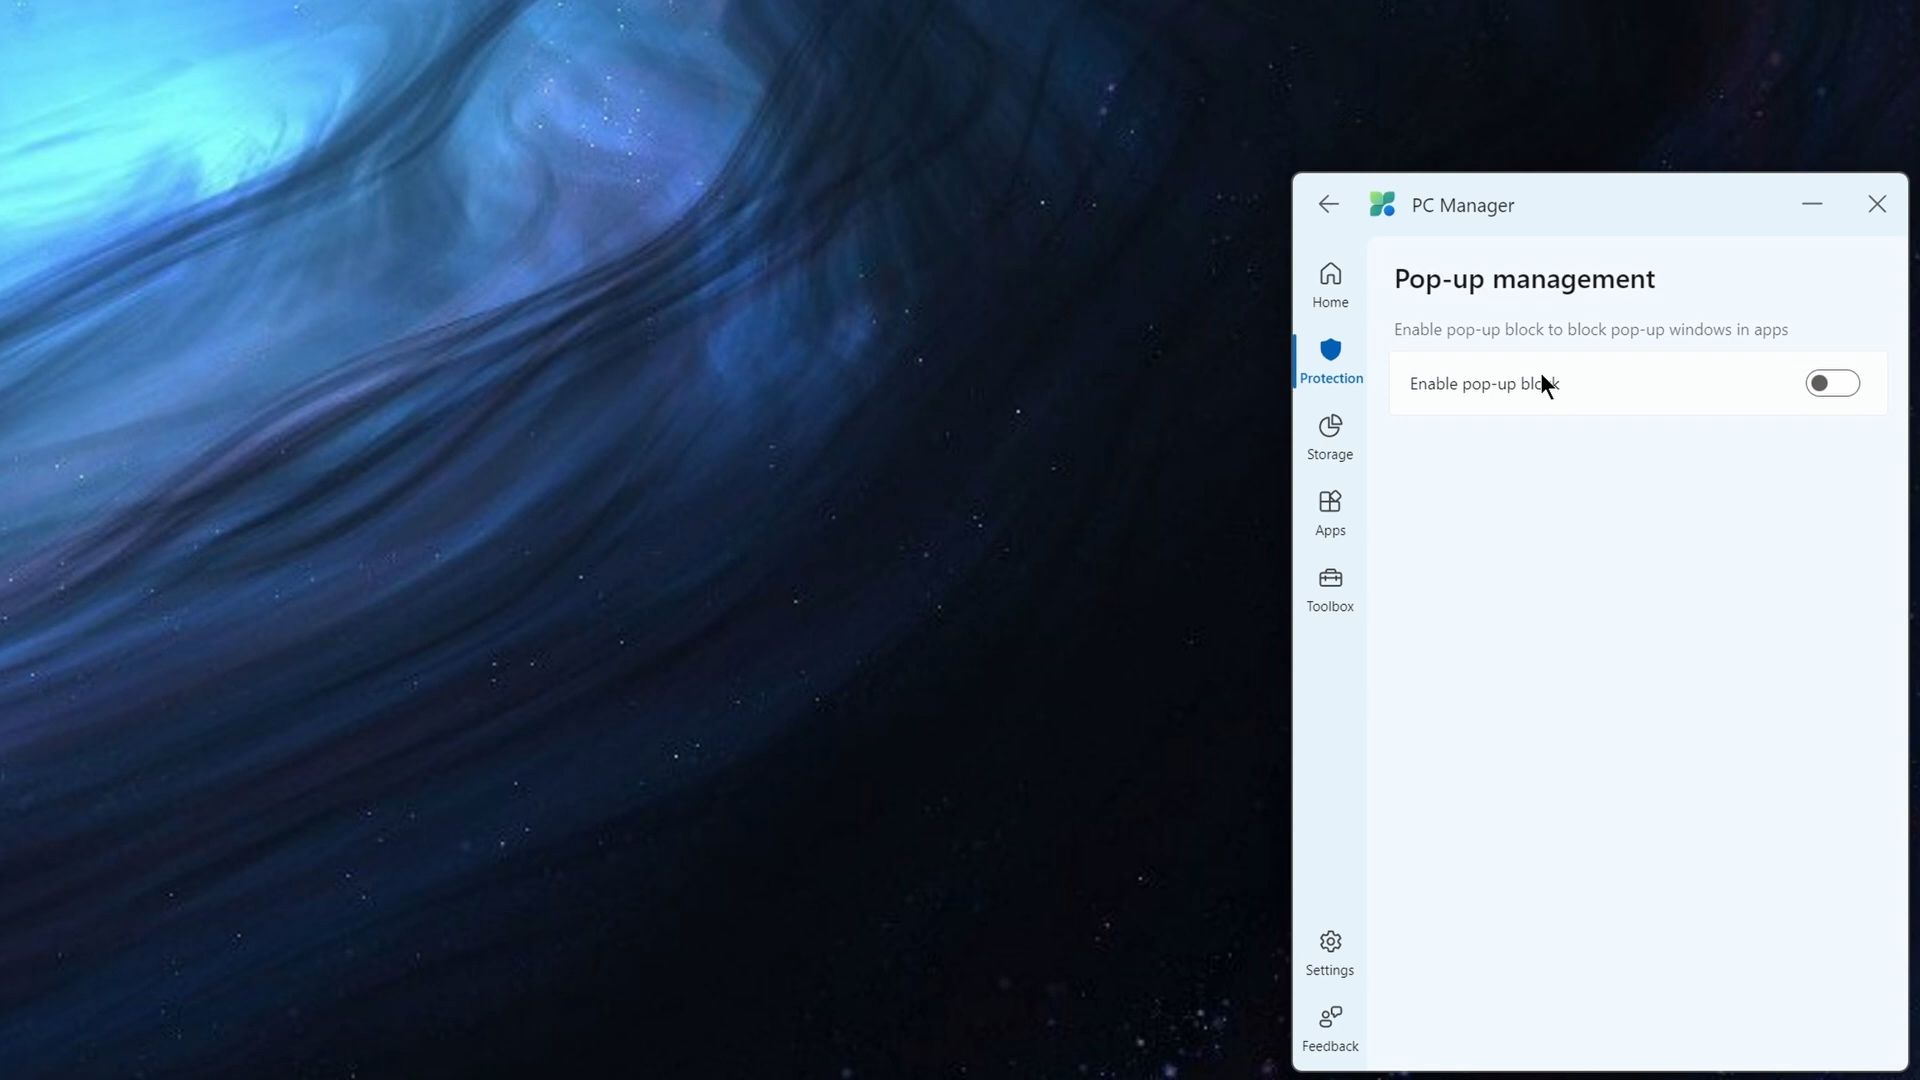 PC Manager
Home
Protection
Storage
Apps
Toolbox
Settings
Feedback
Pop-up management
Enable pop-up block to block pop-up windows in apps
Enable pop-up block